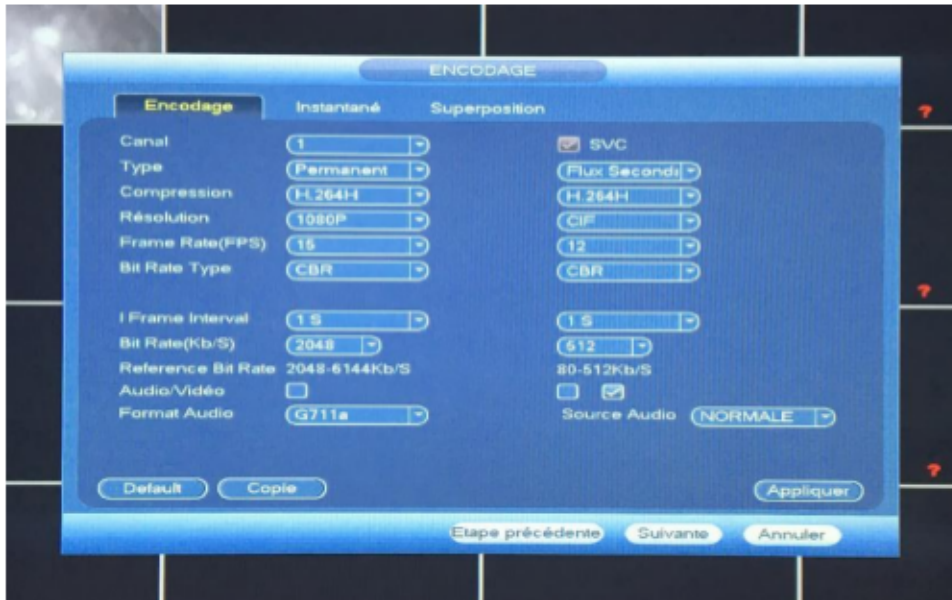 ENCODAGE
Encodage Instantané Superposition
?
Canal 1 SVC
Type Permanent Flux Seconda
Compression H.264H H.264H
Résolution 1080P CIF
Frame Rate(FPS) 15 12
Bit Rate Type CBR CBR
?
I Frame Interval 1 S 1 S
Bit Rate(Kb/S) 2048 512
Reference Bit Rate 2048-6144Kb/S 80-512Kb/S
Audio/Vidéo
Format Audio G711a Source Audio NORMALE
?
Default Copie Appliquer
Etape précédente Suivante Annuler